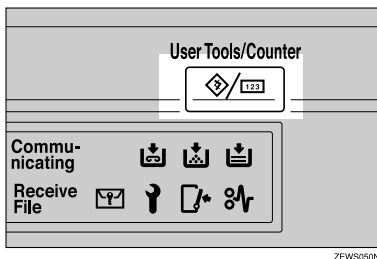 User Tools/Counter
123
Commu-
nicating
Receive
File
ZEWS050N